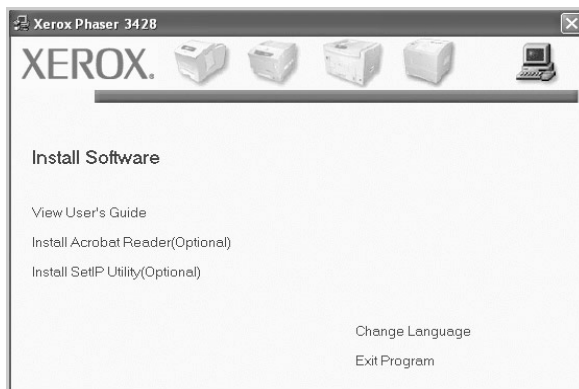 Xerox Phaser 3428
XEROX.
Install Software
View User's Guide
Install Acrobat Reader(Optional)
Install SetIP Utility(Optional)
Change Language
Exit Program